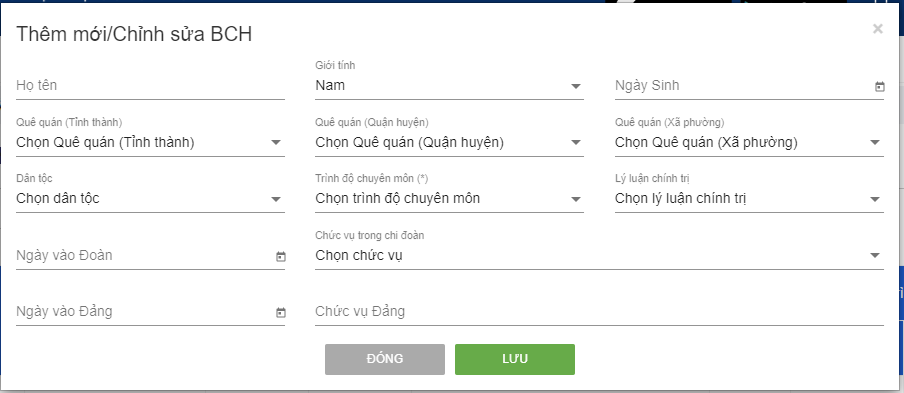 Thêm mới/Chỉnh sửa BCH
×
Họ tên
Giới tính
Nam
Ngày Sinh
Quê quán (Tỉnh thành)
Chọn Quê quán (Tỉnh thành)
Quê quán (Quận huyện)
Chọn Quê quán (Quận huyện)
Quê quán (Xã phường)
Chọn Quê quán (Xã phường)
Dân tộc
Chọn dân tộc
Trình độ chuyên môn (*)
Chọn trình độ chuyên môn
Lý luận chính trị
Chọn lý luận chính trị
Ngày vào Đoàn
Chức vụ trong chi đoàn
Chọn chức vụ
Ngày vào Đảng
Chức vụ Đảng
ĐÓNG
LƯU